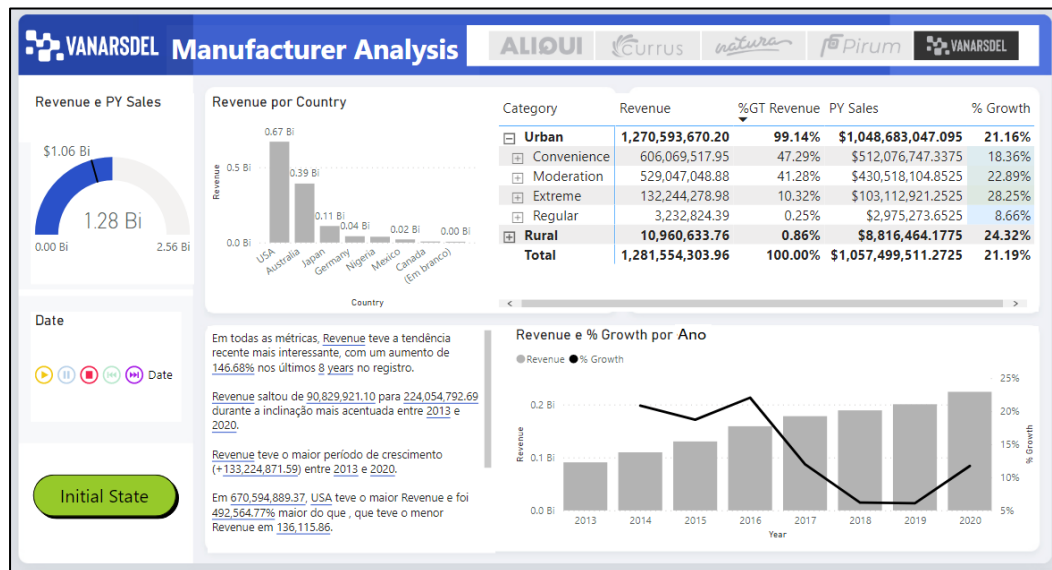 VANARSDEL Manufacturer Analysis
ALIQUI Currus natura Pirum VANARSDEL
Revenue e PY Sales
$1.06 Bi
1.28 Bi
0.00 Bi 2.56 Bi
Date
Date
Initial State
Revenue por Country
Revenue
0.5 Bi
0.0 Bi
0.67 Bi
0.39 Bi
0.11 Bi
0.04 Bi
0.02 Bi
0.00 Bi
USA
Australia
Japan
Germany
Nigeria
Mexico
Canada
(Em branco)
Country
Category Revenue %GT Revenue PY Sales % Growth
Urban 1,270,593,670.20 99.14% $1,048,683,047.095 21.16%
Convenience 606,069,517.95 47.29% $512,076,747.3375 18.36%
Moderation 529,047,048.88 41.28% $430,518,104.8525 22.89%
Extreme 132,244,278.98 10.32% $103,112,921.2525 28.25%
Regular 3,232,824.39 0.25% $2,975,273.6525 8.66%
Rural 10,960,633.76 0.86% $8,816,464.1775 24.32%
Total 1,281,554,303.96 100.00% $1,057,499,511.2725 21.19%
Em todas as métricas, Revenue teve a tendência
recente mais interessante, com um aumento de
146.68% nos últimos 8 years no registro.
Revenue saltou de 90,829,921.10 para 224,054,792.69
durante a inclinação mais acentuada entre 2013 e
2020.
Revenue teve o maior período de crescimento
(+133,224,871.59) entre 2013 e 2020.
Em 670,594,889.37, USA teve o maior Revenue e foi
492,564.77% maior do que , que teve o menor
Revenue em 136,115.86.
Revenue e % Growth por Ano
Revenue % Growth
Revenue
0.2 Bi
0.1 Bi
0.0 Bi
25%
20%
15%
10%
5%
% Growth
2013 2014 2015 2016 2017 2018 2019 2020
Year